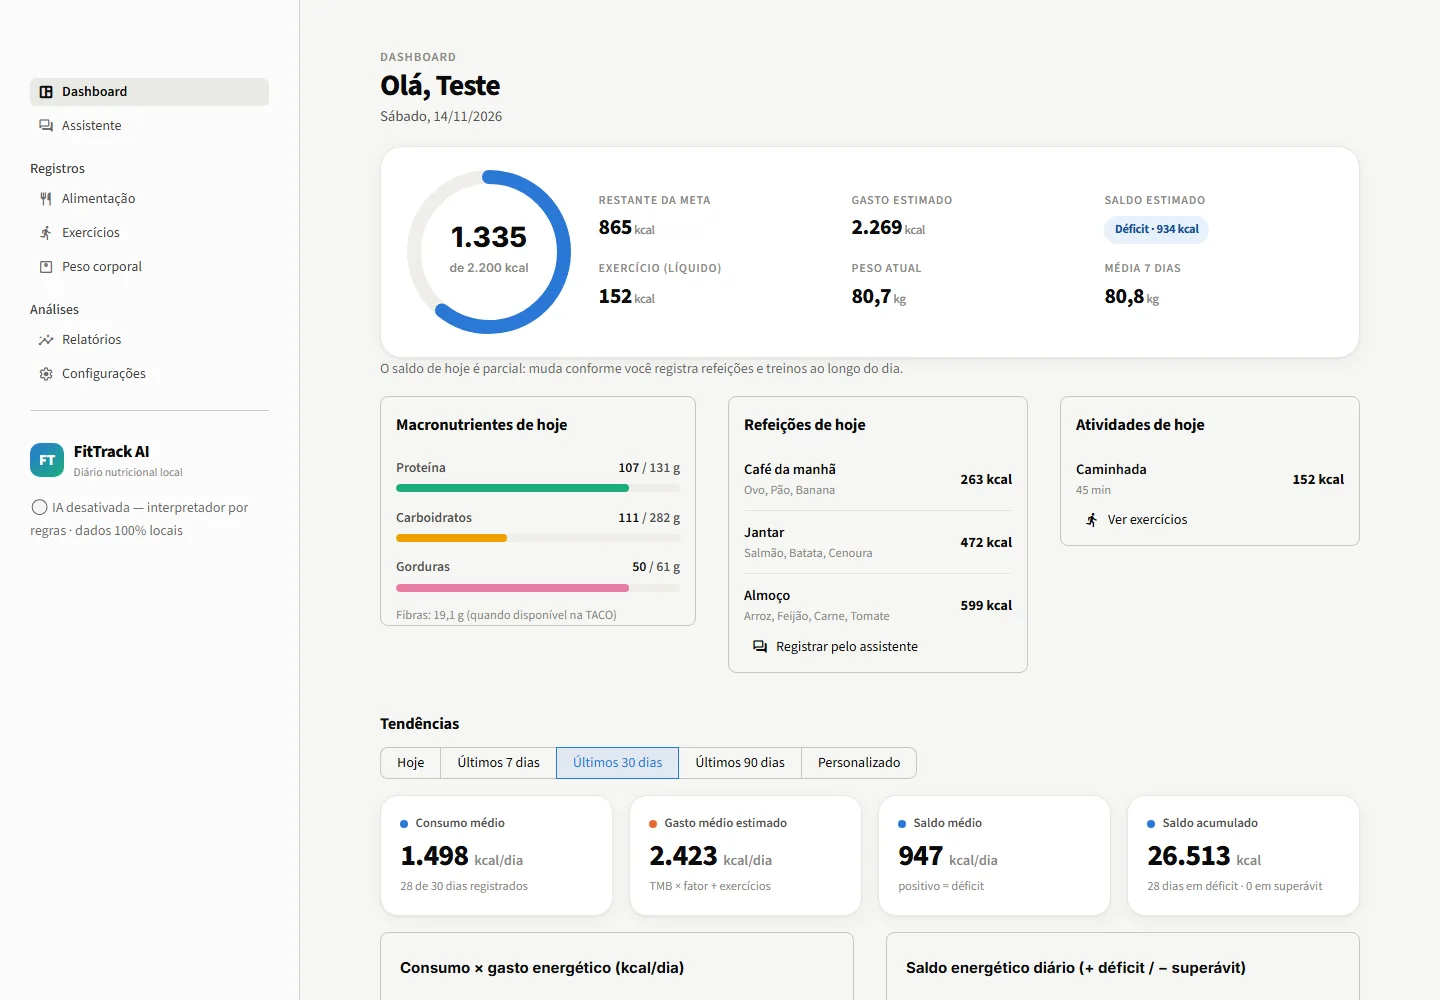 Dashboard
Assistente
Registros
Alimentação
Exercícios
Peso corporal
Análises
Relatórios
Configurações
FT
FitTrack AI
Diário nutricional local
IA desativada — interpretador por
regras · dados 100% locais
DASHBOARD
Olá, Teste
Sábado, 14/11/2026
1.335
de 2.200 kcal
RESTANTE DA META
865 kcal
GASTO ESTIMADO
2.269 kcal
SALDO ESTIMADO
Déficit · 934 kcal
EXERCÍCIO (LÍQUIDO)
152 kcal
PESO ATUAL
80,7 kg
MÉDIA 7 DIAS
80,8 kg
O saldo de hoje é parcial: muda conforme você registra refeições e treinos ao longo do dia.
Macronutrientes de hoje
Proteína 107 / 131 g
Carboidratos 111 / 282 g
Gorduras 50 / 61 g
Fibras: 19,1 g (quando disponível na TACO)
Refeições de hoje
Café da manhã 263 kcal
Ovo, Pão, Banana
Jantar 472 kcal
Salmão, Batata, Cenoura
Almoço 599 kcal
Arroz, Feijão, Carne, Tomate
Registrar pelo assistente
Atividades de hoje
Caminhada 152 kcal
45 min
Ver exercícios
Tendências
Hoje Últimos 7 dias Últimos 30 dias Últimos 90 dias Personalizado
Consumo médio
1.498 kcal/dia
28 de 30 dias registrados
Gasto médio estimado
2.423 kcal/dia
TMB × fator + exercícios
Saldo médio
947 kcal/dia
positivo = déficit
Saldo acumulado
26.513 kcal
28 dias em déficit · 0 em superávit
Consumo × gasto energético (kcal/dia)
Saldo energético diário (+ déficit / − superávit)